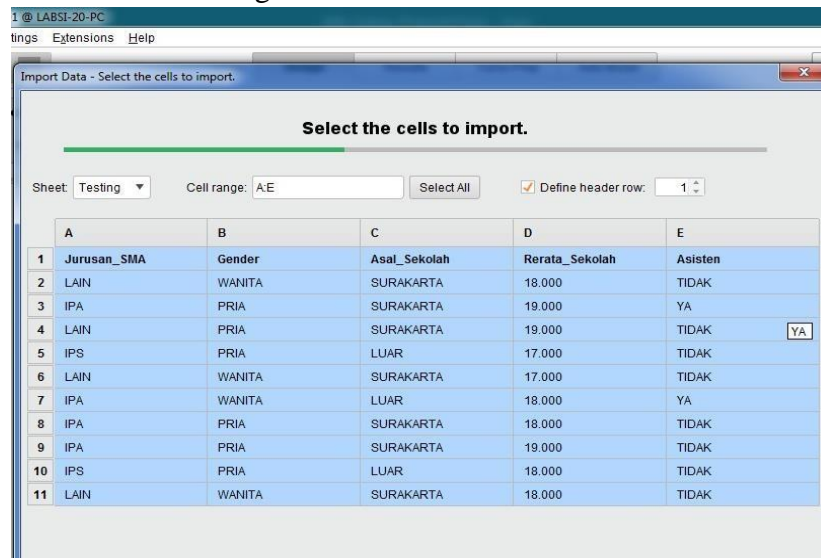 1 @ LABSI-20-PC
tings Extensions Help
Import Data - Select the cells to import.
x
Select the cells to import.
Sheet: Testing Cell range: A:E Select All Define header row: 1
A B C D E
1 Jurusan_SMA Gender Asal_Sekolah Rerata_Sekolah Asisten
2 LAIN WANITA SURAKARTA 18.000 TIDAK
3 IPA PRIA SURAKARTA 19.000 YA
4 LAIN PRIA SURAKARTA 19.000 TIDAK YA
5 IPS PRIA LUAR 17.000 TIDAK
6 LAIN WANITA SURAKARTA 17.000 TIDAK
7 IPA WANITA LUAR 18.000 YA
8 IPA PRIA SURAKARTA 18.000 TIDAK
9 IPA PRIA SURAKARTA 19.000 TIDAK
10 IPS PRIA LUAR 18.000 TIDAK
11 LAIN WANITA SURAKARTA 18.000 TIDAK